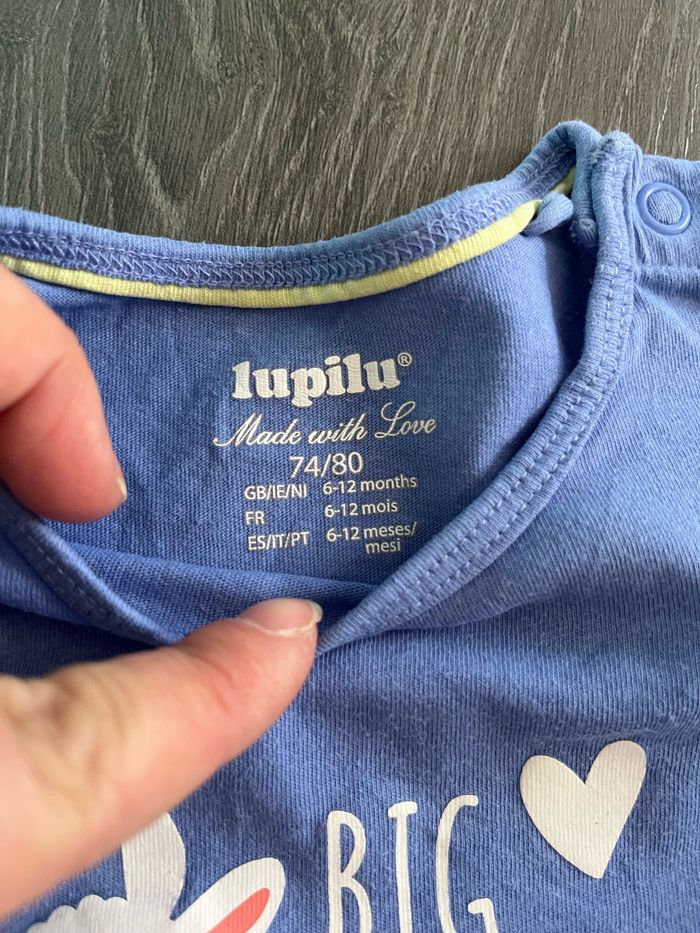 lupilu®
Made with Love
74/80
GB/IE/NI 6-12 months
FR 6-12 mois
ES/IT/PT 6-12 meses/
mesi
BIG